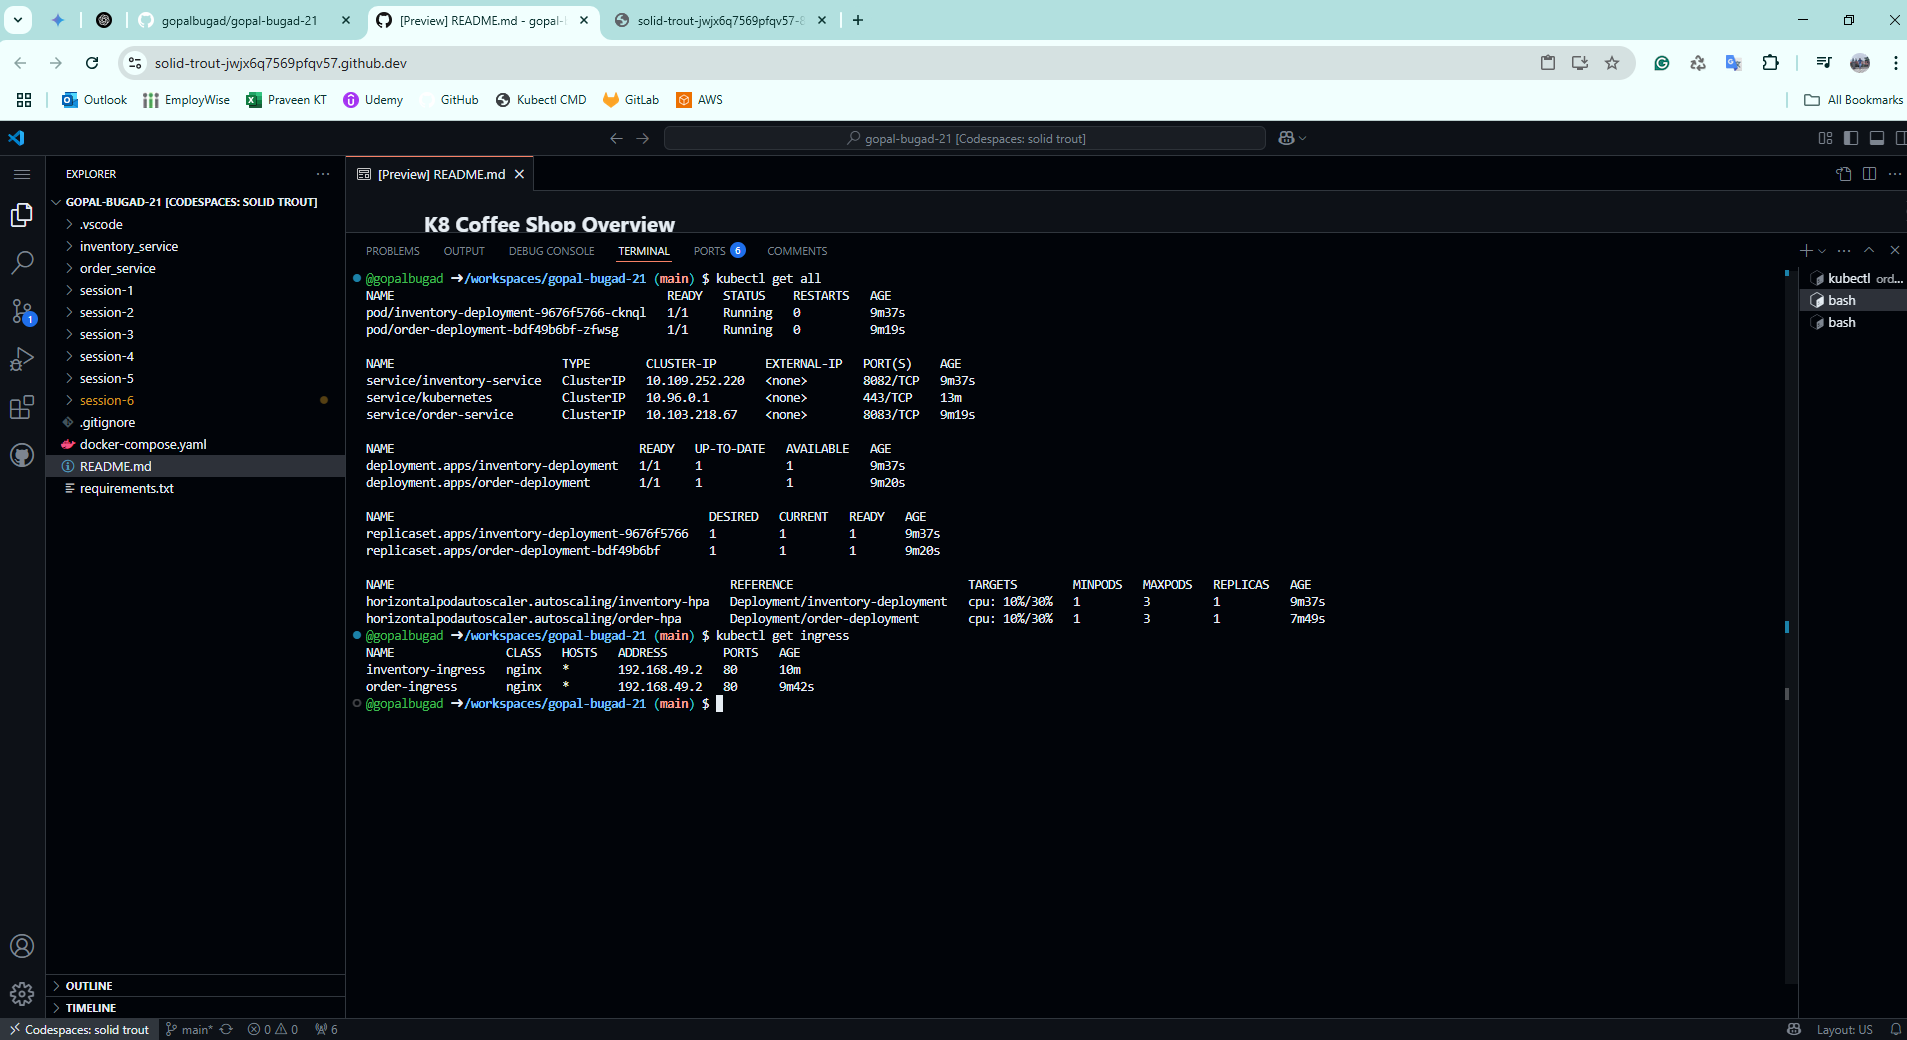 gopalbugad/gopal-bugad-21
[Preview] README.md - gopal-
solid-trout-jwjx6q7569pfqv57-8
solid-trout-jwjx6q7569pfqv57.github.dev
Outlook EmployWise Praveen KT Udemy GitHub Kubectl CMD GitLab AWS All Bookmarks
gopal-bugad-21 [Codespaces: solid trout]
EXPLORER
GOPAL-BUGAD-21 [CODESPACES: SOLID TROUT]
.vscode
inventory_service
order_service
session-1
session-2
session-3
session-4
session-5
session-6
.gitignore
docker-compose.yaml
README.md
requirements.txt
OUTLINE
TIMELINE
1
[Preview] README.md
K8 Coffee Shop Overview
PROBLEMS OUTPUT DEBUG CONSOLE TERMINAL PORTS 6 COMMENTS
@gopalbugad ➜/workspaces/gopal-bugad-21 (main) $ kubectl get all
NAME READY STATUS RESTARTS AGE
pod/inventory-deployment-9676f5766-cknql 1/1 Running 0 9m37s
pod/order-deployment-bdf49b6bf-zfwsg 1/1 Running 0 9m19s
NAME TYPE CLUSTER-IP EXTERNAL-IP PORT(S) AGE
service/inventory-service ClusterIP 10.109.252.220 <none> 8082/TCP 9m37s
service/kubernetes ClusterIP 10.96.0.1 <none> 443/TCP 13m
service/order-service ClusterIP 10.103.218.67 <none> 8083/TCP 9m19s
NAME READY UP-TO-DATE AVAILABLE AGE
deployment.apps/inventory-deployment 1/1 1 1 9m37s
deployment.apps/order-deployment 1/1 1 1 9m20s
NAME DESIRED CURRENT READY AGE
replicaset.apps/inventory-deployment-9676f5766 1 1 1 9m37s
replicaset.apps/order-deployment-bdf49b6bf 1 1 1 9m20s
NAME REFERENCE TARGETS MINPODS MAXPODS REPLICAS AGE
horizontalpodautoscaler.autoscaling/inventory-hpa Deployment/inventory-deployment cpu: 10%/30% 1 3 1 9m37s
horizontalpodautoscaler.autoscaling/order-hpa Deployment/order-deployment cpu: 10%/30% 1 3 1 7m49s
@gopalbugad ➜/workspaces/gopal-bugad-21 (main) $ kubectl get ingress
NAME CLASS HOSTS ADDRESS PORTS AGE
inventory-ingress nginx * 192.168.49.2 80 10m
order-ingress nginx * 192.168.49.2 80 9m42s
@gopalbugad ➜/workspaces/gopal-bugad-21 (main) $
kubectl ord...
bash
bash
Codespaces: solid trout main* 0 0 6 Layout: US